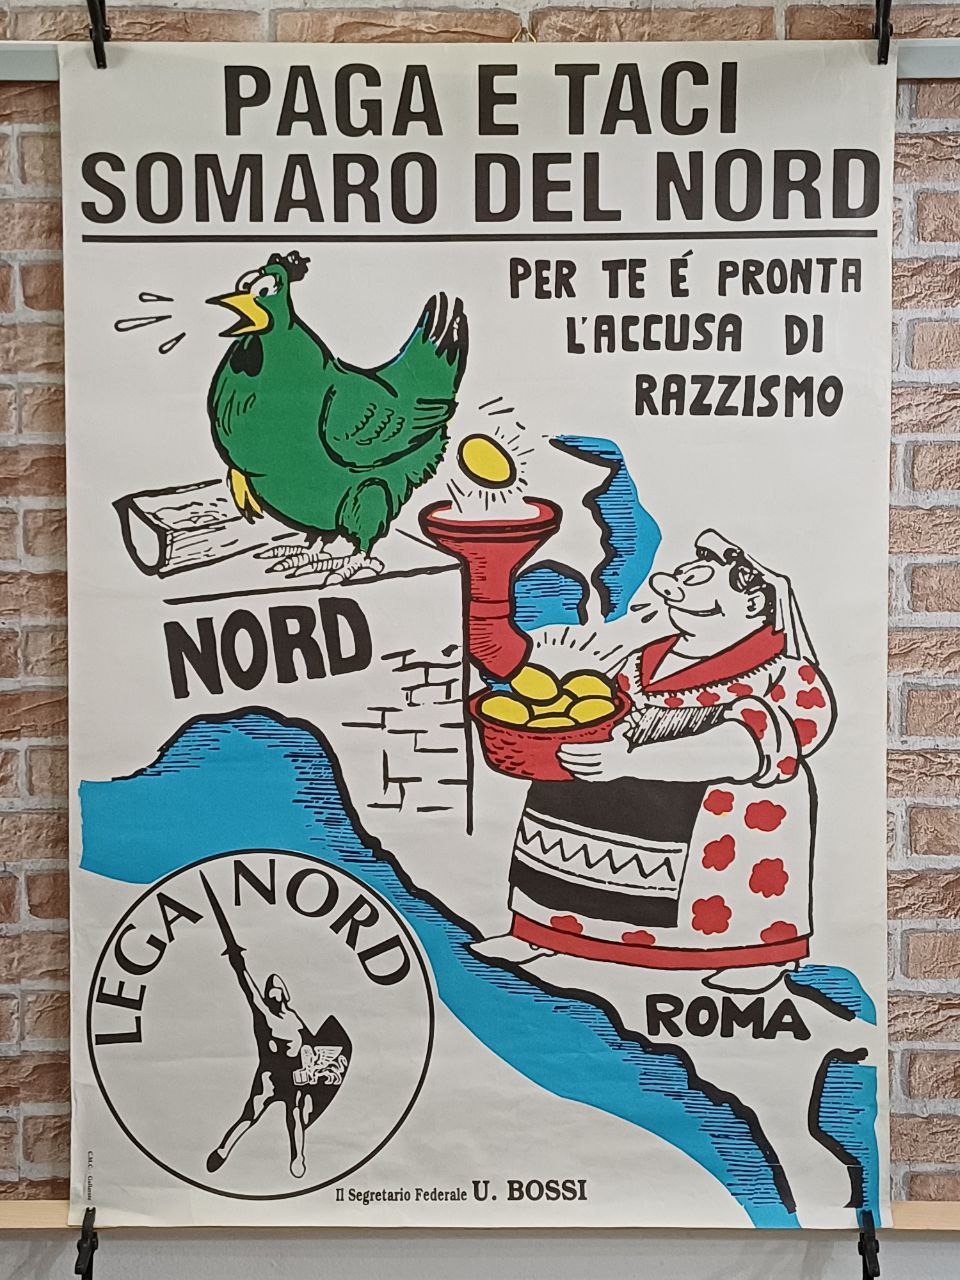 PAGA E TACI
SOMARO DEL NORD
PER TE É PRONTA
L'ACCUSA DI
RAZZISMO
NORD
ROMA
LEGA NORD
Il Segretario Federale U. BOSSI